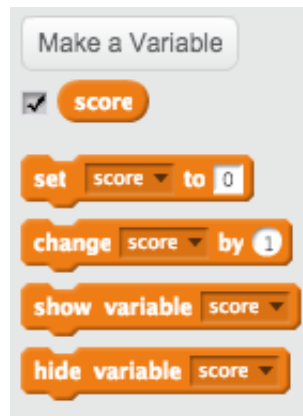 Make a Variable
score
set score to 0
change score by 1
show variable score
hide variable score